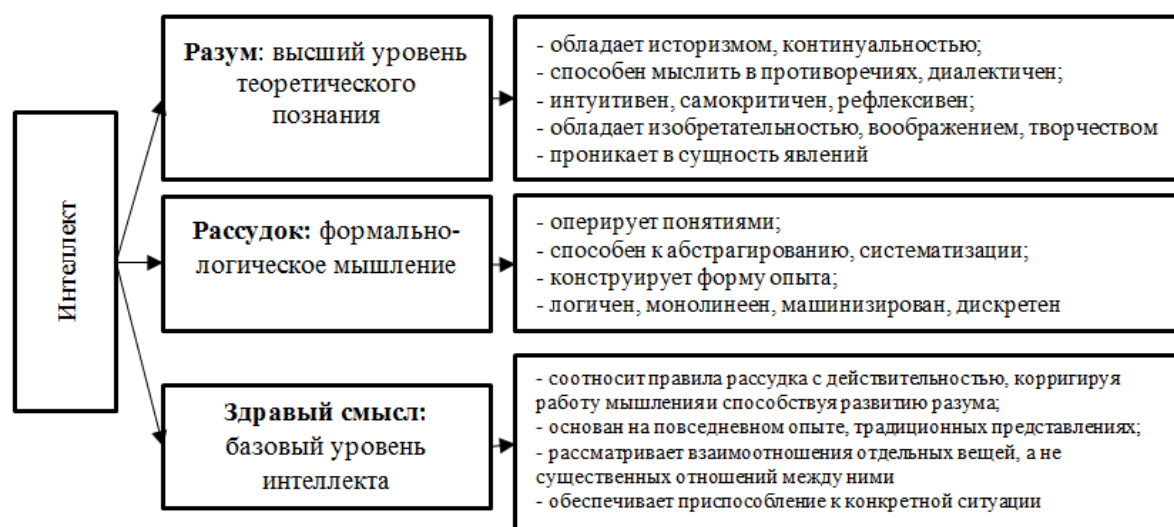 Интеллект
Разум: высший уровень
теоретического
познания
- обладает историзмом, континуальностью;
- способен мыслить в противоречиях, диалектичен;
- интуитивен, самокритичен, рефлексивен;
- обладает изобретательностью, воображением, творчеством
- проникает в сущность явлений
Рассудок: формально-
логическое мышление
- оперирует понятиями;
- способен к абстрагированию, систематизации;
- конструирует форму опыта;
- логичен, монолинеен, машинизирован, дискретен
Здравый смысл:
базовый уровень
интеллекта
- соотносит правила рассудка с действительностью, корригируя
работу мышления и способствуя развитию разума;
- основан на повседневном опыте, традиционных представлениях;
- рассматривает взаимоотношения отдельных вещей, а не
существенных отношений между ними
- обеспечивает приспособление к конкретной ситуации